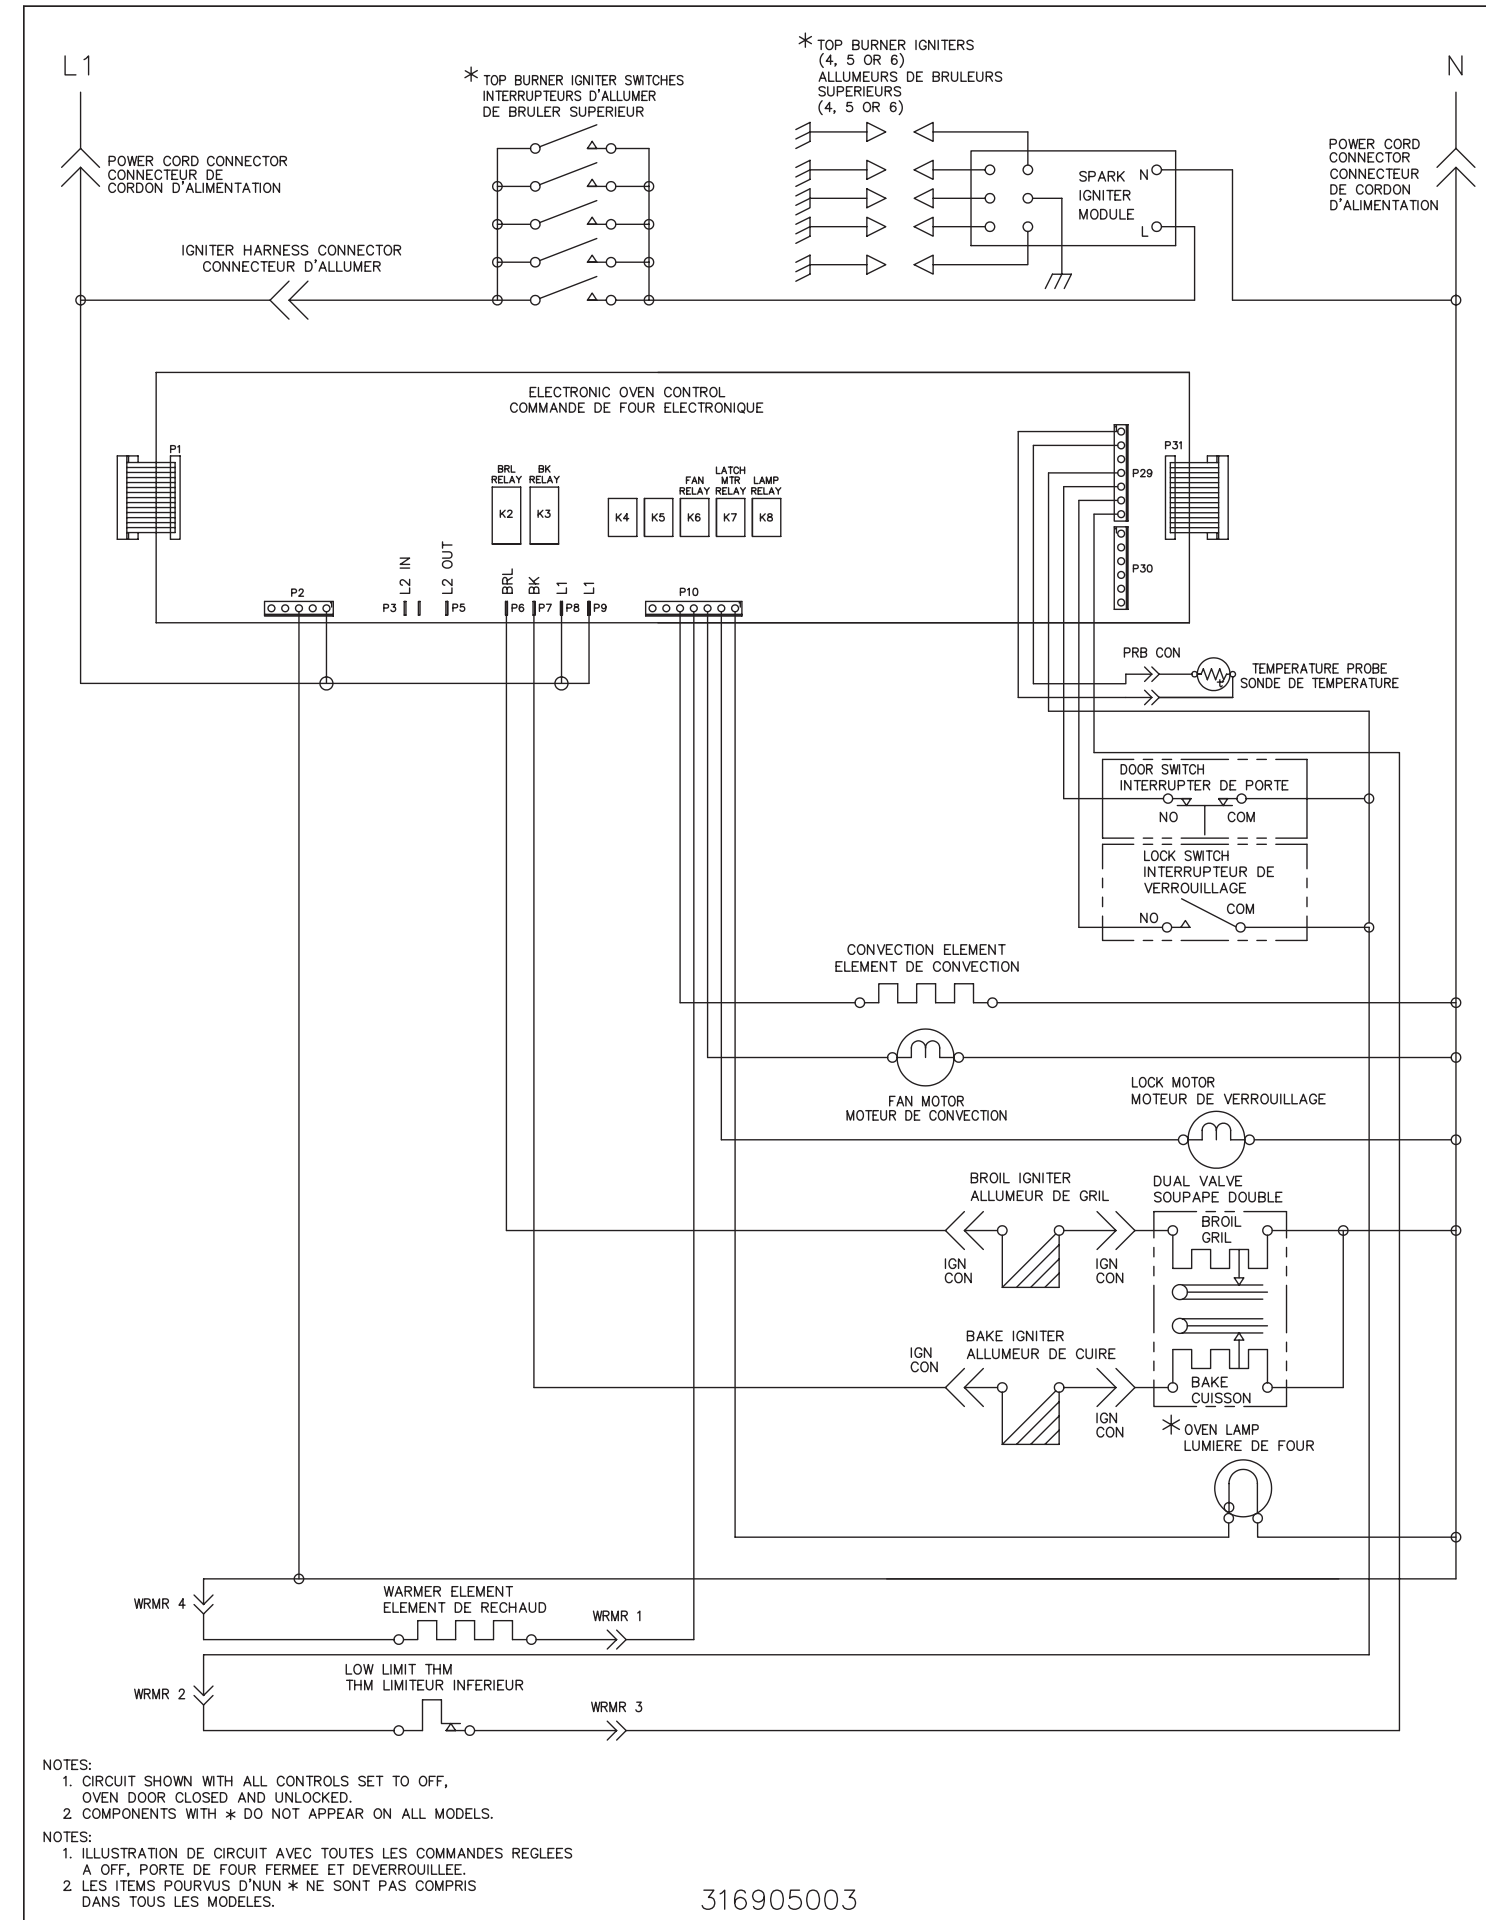 L1
N
* TOP BURNER IGNITER SWITCHES
INTERRUPTEURS D'ALLUMER
DE BRULER SUPERIEUR
* TOP BURNER IGNITERS
(4, 5 OR 6)
ALLUMEURS DE BRULEURS
SUPERIEURS
(4, 5 OR 6)
POWER CORD CONNECTOR
CONNECTEUR DE
CORDON D'ALIMENTATION
POWER CORD
CONNECTOR
CONNECTEUR
DE CORDON
D'ALIMENTATION
SPARK
IGNITER
MODULE
N
L
IGNITER HARNESS CONNECTOR
CONNECTEUR D'ALLUMER
ELECTRONIC OVEN CONTROL
COMMANDE DE FOUR ELECTRONIQUE
P1
P31
P29
P30
BRL
RELAY
BK
RELAY
FAN
RELAY
LATCH
MTR
RELAY
LAMP
RELAY
K2
K3
K4
K5
K6
K7
K8
L2 IN
L2 OUT
BRL
BK
L1
L1
P2
P3
P5
P6
P7
P8
P9
P10
PRB CON
TEMPERATURE PROBE
SONDE DE TEMPERATURE
t
DOOR SWITCH
INTERRUPTER DE PORTE
NO
COM
LOCK SWITCH
INTERRUPTEUR DE
VERROUILLAGE
NO
COM
CONVECTION ELEMENT
ELEMENT DE CONVECTION
FAN MOTOR
MOTEUR DE CONVECTION
LOCK MOTOR
MOTEUR DE VERROUILLAGE
BROIL IGNITER
ALLUMEUR DE GRIL
IGN
CON
IGN
CON
DUAL VALVE
SOUPAPE DOUBLE
BROIL
GRIL
BAKE IGNITER
ALLUMEUR DE CUIRE
IGN
CON
IGN
CON
BAKE
CUISSON
* OVEN LAMP
LUMIERE DE FOUR
WRMR 4
WARMER ELEMENT
ELEMENT DE RECHAUD
WRMR 1
WRMR 2
LOW LIMIT THM
THM LIMITEUR INFERIEUR
WRMR 3
NOTES:
1. CIRCUIT SHOWN WITH ALL CONTROLS SET TO OFF,
OVEN DOOR CLOSED AND UNLOCKED.
2 COMPONENTS WITH * DO NOT APPEAR ON ALL MODELS.
NOTES:
1. ILLUSTRATION DE CIRCUIT AVEC TOUTES LES COMMANDES REGLEES
A OFF, PORTE DE FOUR FERMEE ET DEVERROUILLEE.
2 LES ITEMS POURVUS D'NUN * NE SONT PAS COMPRIS
DANS TOUS LES MODELES.
316905003